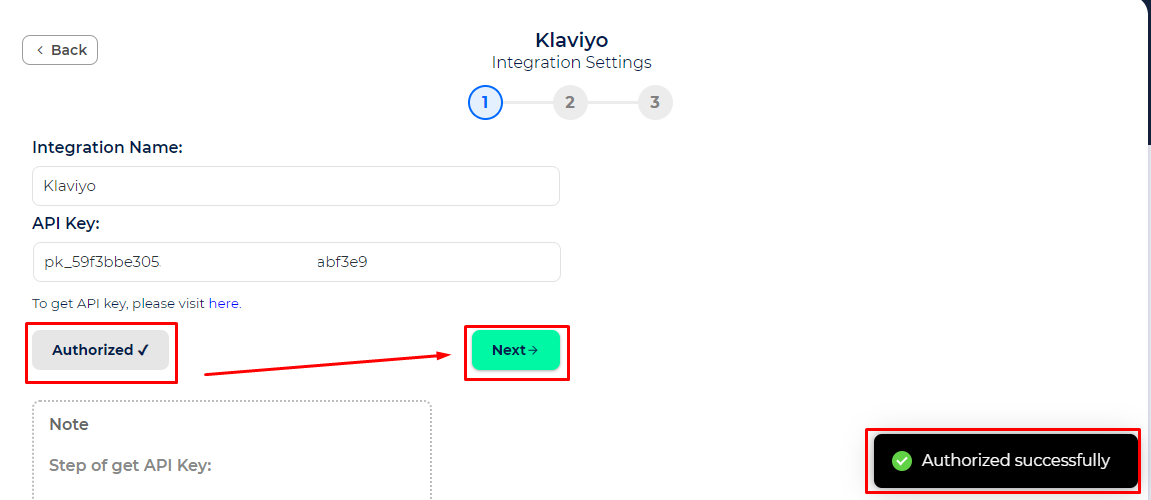 Back
Klaviyo
Integration Settings
1 2 3
Integration Name:
Klaviyo
API Key:
pk_59f3bbe305 abf3e9
To get API key, please visit here.
Authorized ✓
Next→
Note
Step of get API Key:
Authorized successfully